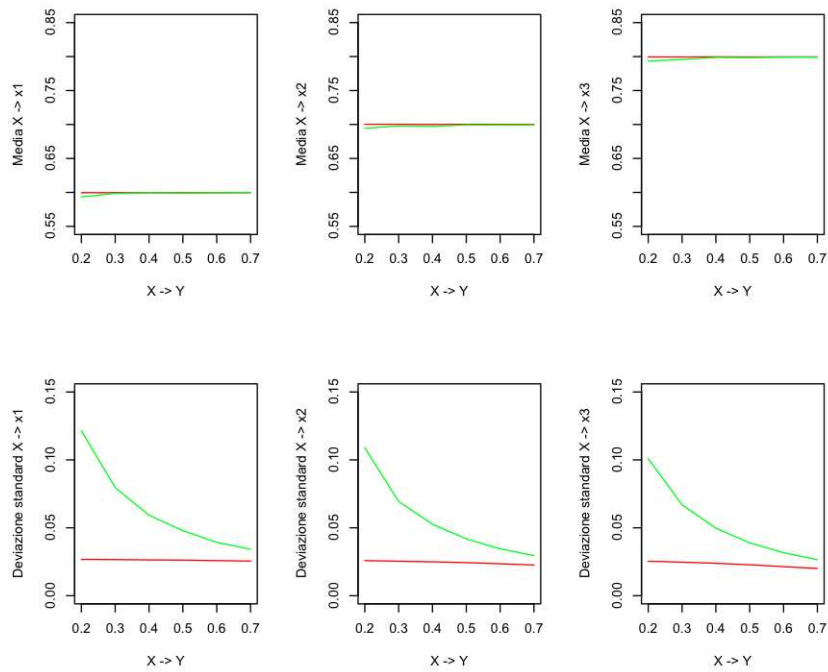 Media X -> x1
0.55 0.65 0.75 0.85
0.2 0.3 0.4 0.5 0.6 0.7
X -> Y
Media X -> x2
0.55 0.65 0.75 0.85
0.2 0.3 0.4 0.5 0.6 0.7
X -> Y
Media X -> x3
0.55 0.65 0.75 0.85
0.2 0.3 0.4 0.5 0.6 0.7
X -> Y
Deviazione standard X -> x1
0.00 0.05 0.10 0.15
0.2 0.3 0.4 0.5 0.6 0.7
X -> Y
Deviazione standard X -> x2
0.00 0.05 0.10 0.15
0.2 0.3 0.4 0.5 0.6 0.7
X -> Y
Deviazione standard X -> x3
0.00 0.05 0.10 0.15
0.2 0.3 0.4 0.5 0.6 0.7
X -> Y